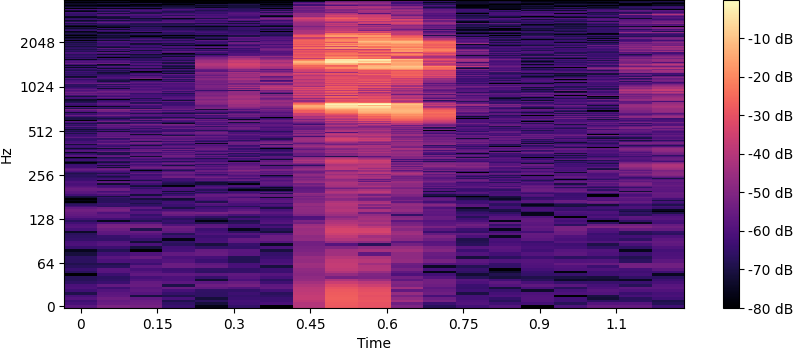 2048
1024
512
256
128
64
0
Hz
0
0.15
0.3
0.45
0.6
0.75
0.9
1.1
Time
-10 dB
-20 dB
-30 dB
-40 dB
-50 dB
-60 dB
-70 dB
-80 dB